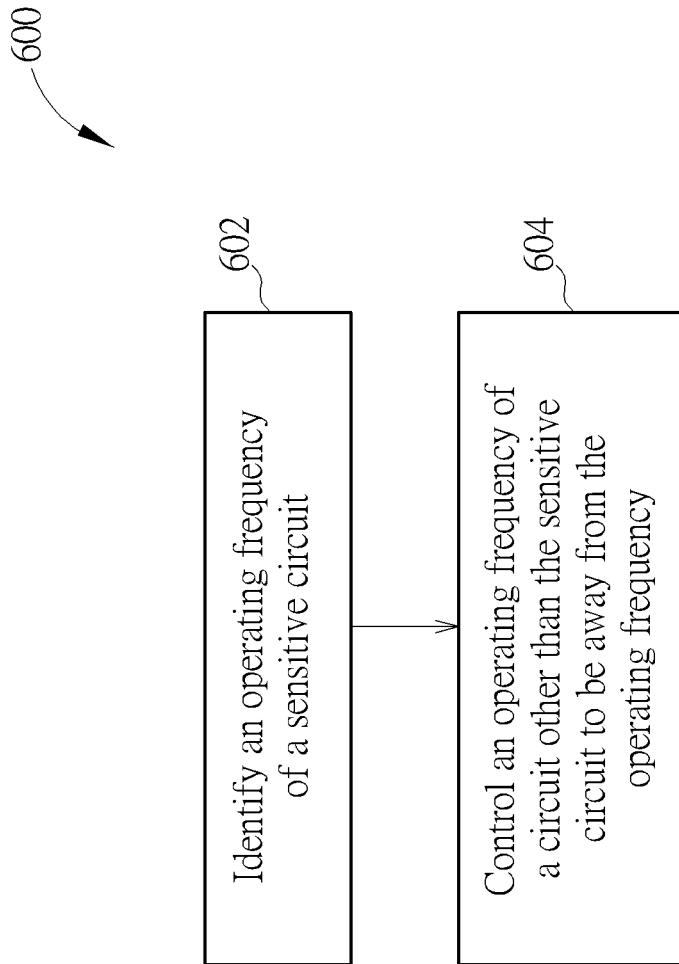 600
602
Identify an operating frequency
of a sensitive circuit
604
Control an operating frequency of
a circuit other than the sensitive
circuit to be away from the
operating frequency